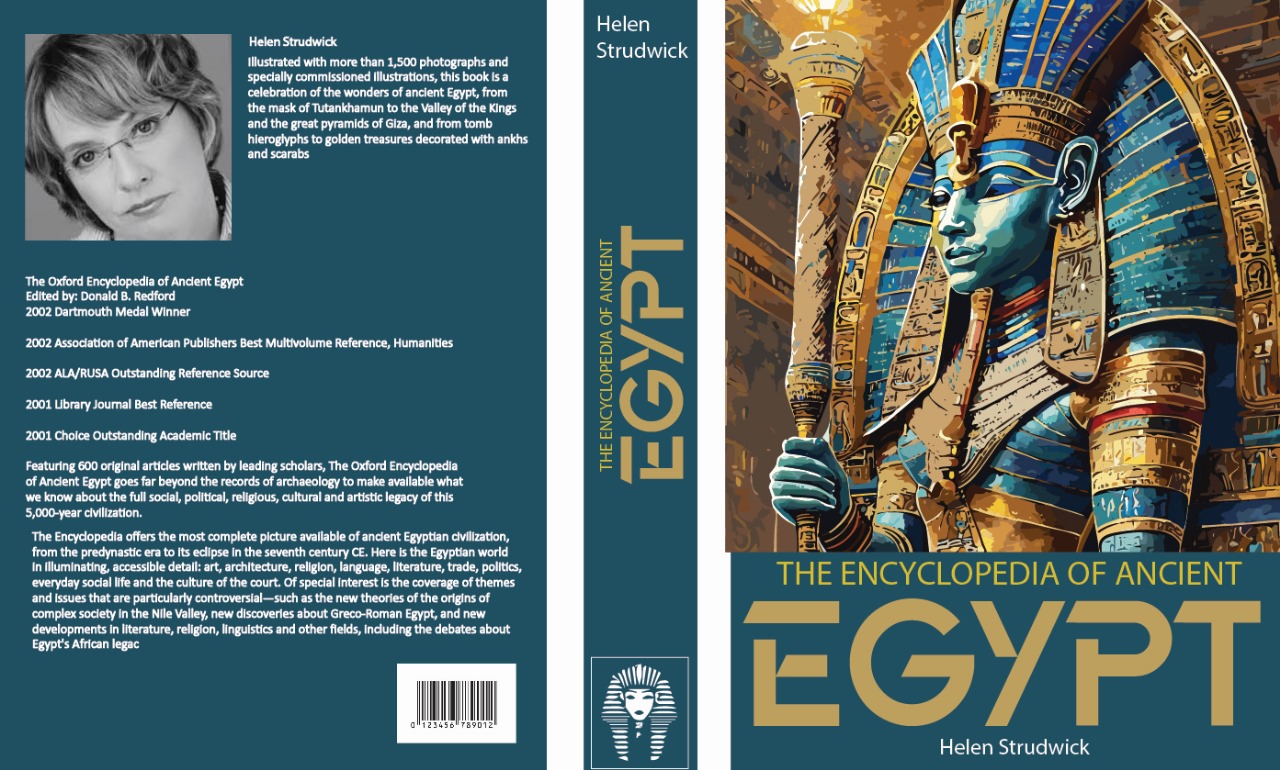 Helen Strudwick
Illustrated with more than 1,500 photographs and
specially commissioned illustrations, this book is a
celebration of the wonders of ancient Egypt, from
the mask of Tutankhamun to the Valley of the Kings
and the great pyramids of Giza, and from tomb
hieroglyphs to golden treasures decorated with ankhs
and scarabs
The Oxford Encyclopedia of Ancient Egypt
Edited by: Donald B. Redford
2002 Dartmouth Medal Winner
2002 Association of American Publishers Best Multivolume Reference, Humanities
2002 ALA/RUSA Outstanding Reference Source
2001 Library Journal Best Reference
2001 Choice Outstanding Academic Title
Featuring 600 original articles written by leading scholars, The Oxford Encyclopedia
of Ancient Egypt goes far beyond the records of archaeology to make available what
we know about the full social, political, religious, cultural and artistic legacy of this
5,000-year civilization.
The Encyclopedia offers the most complete picture available of ancient Egyptian civilization,
from the predynastic era to its eclipse in the seventh century CE. Here is the Egyptian world
in illuminating, accessible detail: art, architecture, religion, language, literature, trade, politics,
everyday social life and the culture of the court. Of special interest is the coverage of themes
and issues that are particularly controversial—such as the new theories of the origins of
complex society in the Nile Valley, new discoveries about Greco-Roman Egypt, and new
developments in literature, religion, linguistics and other fields, including the debates about
Egypt's African legac
0 123456 789012
Helen
Strudwick
THE ENCYCLOPEDIA OF ANCIENT
EGYPT
THE ENCYCLOPEDIA OF ANCIENT
EGYPT
Helen Strudwick